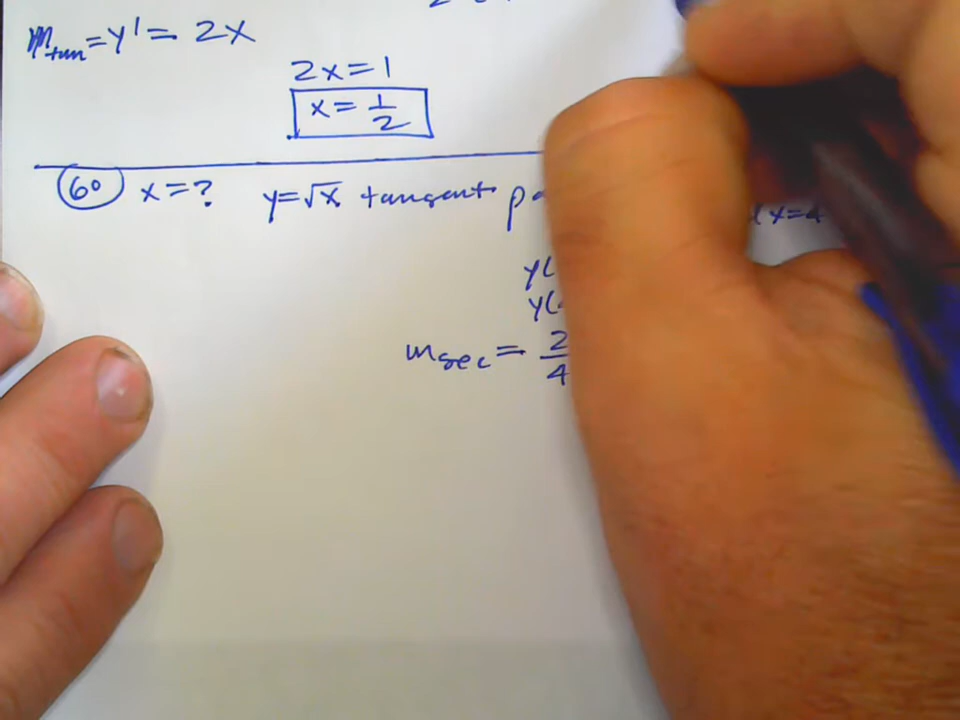 m_tan = y' = 2x
2x = 1
x = 1/2
60 x = ? y = √x tangent x = 4
y(
y(
m_sec = 2/4